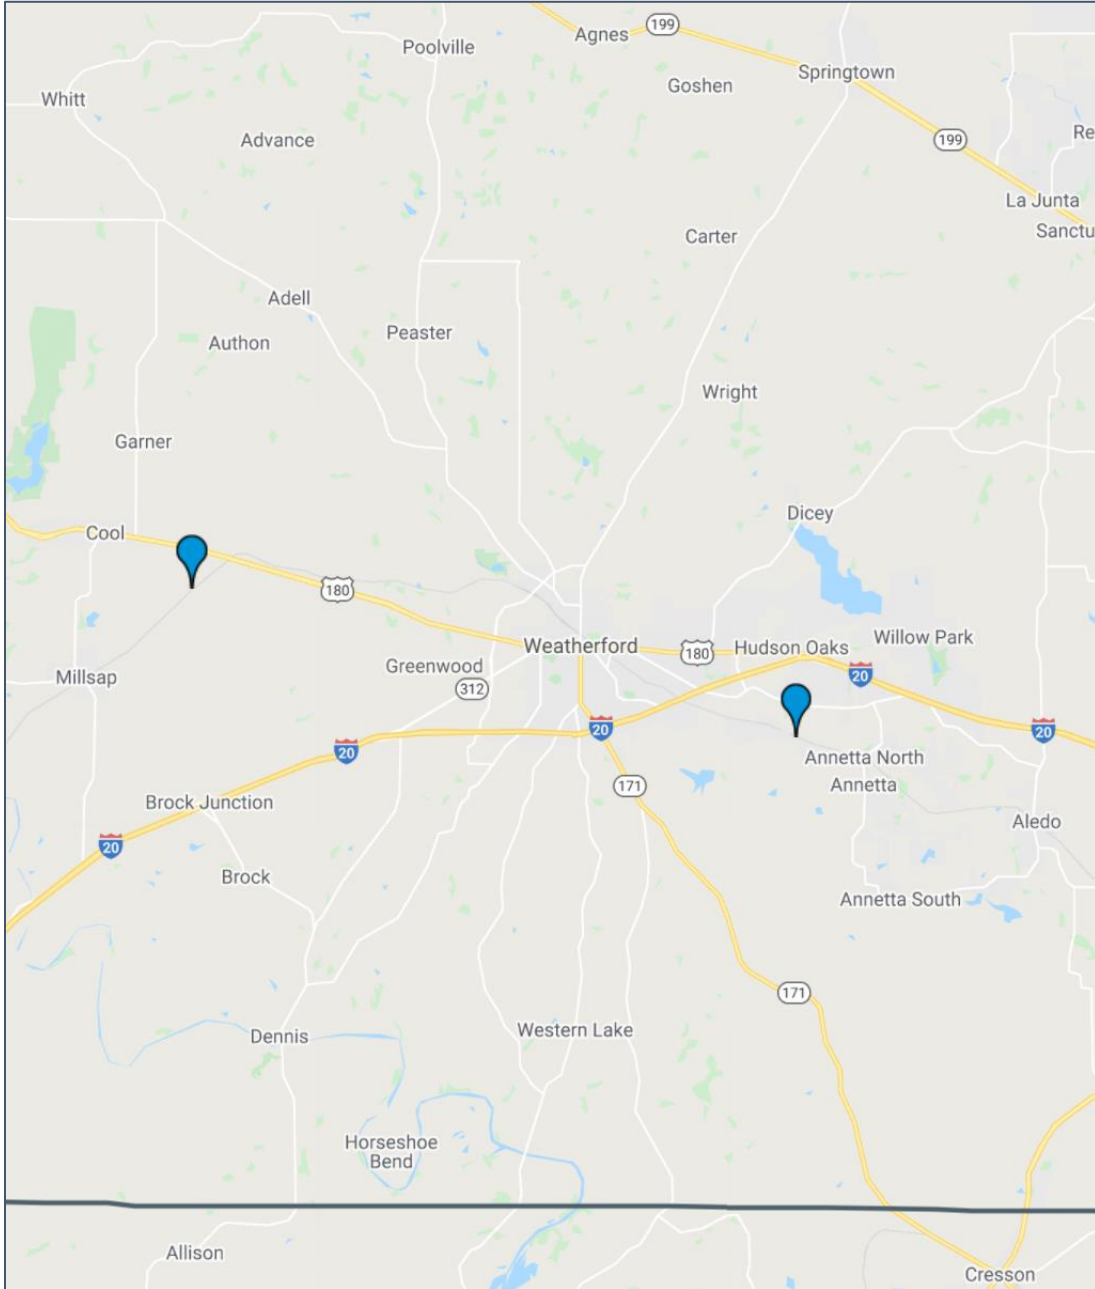 Agnes
199
Poolville
Springtown
Goshen
Whitt
Re
Advance
199
La Junta
Sanctu
Carter
Adell
Peaster
Authon
Wright
Garner
Dicey
Cool
180
Weatherford
180
Hudson Oaks
Willow Park
Greenwood
312
Millsap
20
20
20
20
Annetta North
Annetta
171
Brock Junction
Aledo
20
Brock
Annetta South
171
Western Lake
Dennis
Horseshoe
Bend
Allison
Cresson